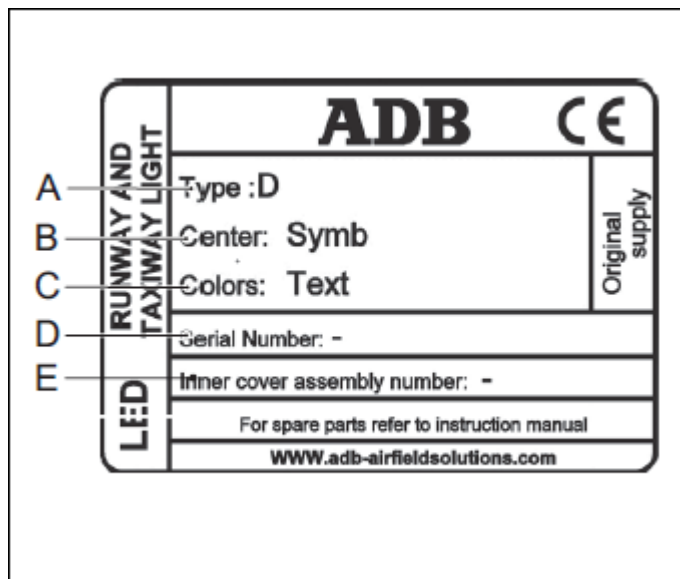 ADB CE
RUNWAY AND
TAXIWAY LIGHT
LED
A
Type :D
B
Center: Symb
C
Colors: Text
Original
supply
D
Serial Number: -
E
Inner cover assembly number: -
For spare parts refer to instruction manual
WWW.adb-airfieldsolutions.com